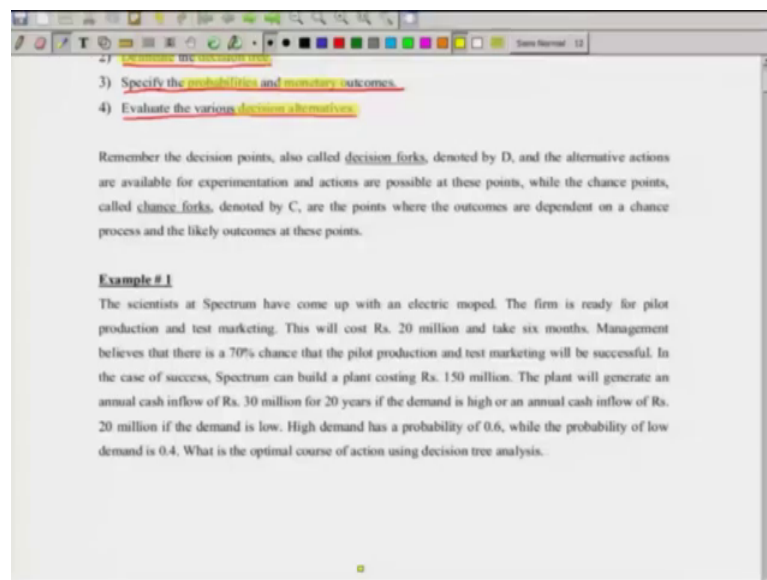 2) Delineate the decision tree.
3) Specify the probabilities and monetary outcomes.
4) Evaluate the various decision alternatives.
Remember the decision points, also called decision forks, denoted by D, and the alternative actions
are available for experimentation and actions are possible at these points, while the chance points,
called chance forks, denoted by C, are the points where the outcomes are dependent on a chance
process and the likely outcomes at these points.
Example # 1
The scientists at Spectrum have come up with an electric moped. The firm is ready for pilot
production and test marketing. This will cost Rs. 20 million and take six months. Management
believes that there is a 70% chance that the pilot production and test marketing will be successful. In
the case of success, Spectrum can build a plant costing Rs. 150 million. The plant will generate an
annual cash inflow of Rs. 30 million for 20 years if the demand is high or an annual cash inflow of Rs.
20 million if the demand is low. High demand has a probability of 0.6, while the probability of low
demand is 0.4. What is the optimal course of action using decision tree analysis.